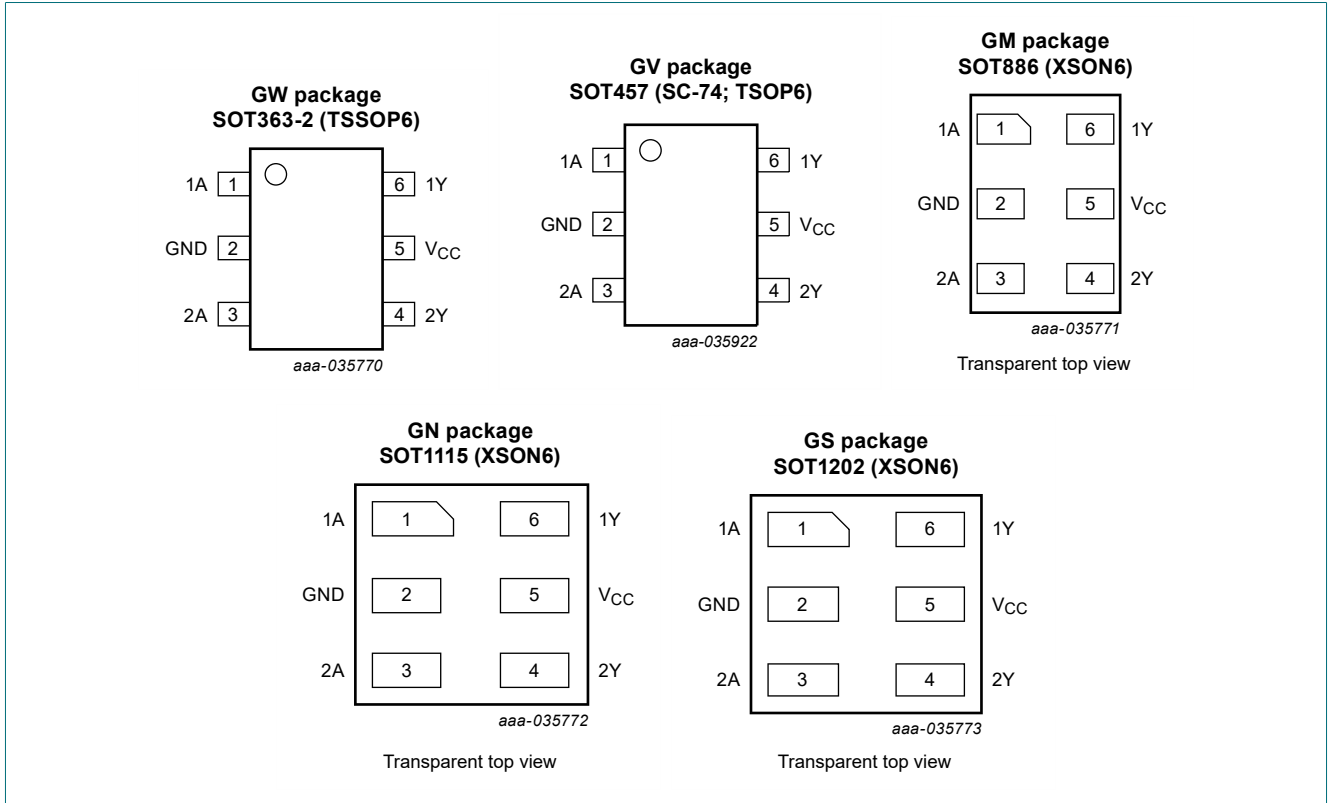 GW package
SOT363-2 (TSSOP6)
1A 1 6 1Y
GND 2 5 VCC
2A 3 4 2Y
aaa-035770
GV package
SOT457 (SC-74; TSOP6)
1A 1 6 1Y
GND 2 5 VCC
2A 3 4 2Y
aaa-035922
GM package
SOT886 (XSON6)
1A 1 6 1Y
GND 2 5 VCC
2A 3 4 2Y
aaa-035771
Transparent top view
GN package
SOT1115 (XSON6)
1A 1 6 1Y
GND 2 5 VCC
2A 3 4 2Y
aaa-035772
Transparent top view
GS package
SOT1202 (XSON6)
1A 1 6 1Y
GND 2 5 VCC
2A 3 4 2Y
aaa-035773
Transparent top view